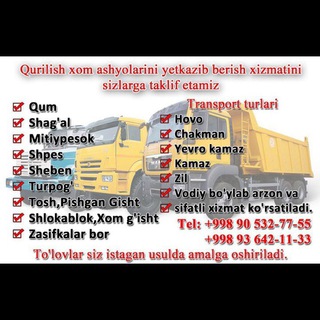 Qurilish xom ashyolarini yetkazib berish xizmatini
sizlarga taklif etamiz
Qum
Shag'al
Mitiypesok
Shpes
Sheben
Turpog'
Tosh,Pishgan Gisht
Shlokablok,Xom g'isht
Zasifkalar bor
Transport turlari
Hovo
Chakman
Yevro kamaz
Kamaz
Zil
Vodiy bo'ylab arzon va
sifatli xizmat ko'rsatiladi.
Tel: +998 90 532-77-55
+998 93 642-11-33
To'lovlar siz istagan usulda amalga oshiriladi.